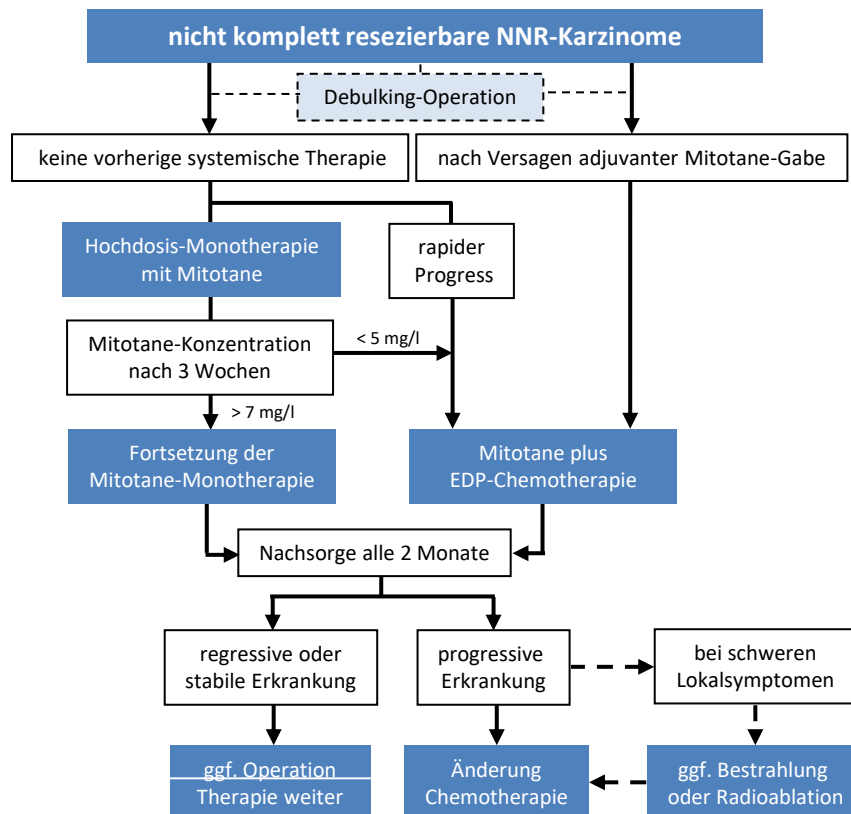 nicht komplett resezierbare NNR-Karzinome
Debulking-Operation
keine vorherige systemische Therapie
nach Versagen adjuvanter Mitotane-Gabe
Hochdosis-Monotherapie
mit Mitotane
rapider
Progress
Mitotane-Konzentration
nach 3 Wochen
< 5 mg/l
> 7 mg/l
Fortsetzung der
Mitotane-Monotherapie
Mitotane plus
EDP-Chemotherapie
Nachsorge alle 2 Monate
regressive oder
stabile Erkrankung
progressive
Erkrankung
bei schweren
Lokalsymptomen
ggf. Operation
Therapie weiter
Änderung
Chemotherapie
ggf. Bestrahlung
oder Radioablation